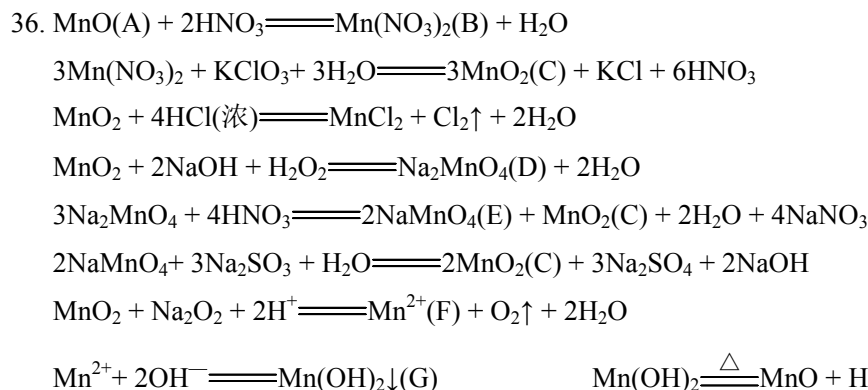 36. MnO(A) + 2HNO₃═══Mn(NO₃)₂(B) + H₂O
3Mn(NO₃)₂ + KClO₃+ 3H₂O═══3MnO₂(C) + KCl + 6HNO₃
MnO₂ + 4HCl(浓)═══MnCl₂ + Cl₂↑ + 2H₂O
MnO₂ + 2NaOH + H₂O₂═══Na₂MnO₄(D) + 2H₂O
3Na₂MnO₄ + 4HNO₃═══2NaMnO₄(E) + MnO₂(C) + 2H₂O + 4NaNO₃
2NaMnO₄+ 3Na₂SO₃ + H₂O═══2MnO₂(C) + 3Na₂SO₄ + 2NaOH
MnO₂ + Na₂O₂ + 2H⁺═══Mn²⁺(F) + O₂↑ + 2H₂O
Mn²⁺+ 2OH⁻═══Mn(OH)₂↓(G) Mn(OH)₂═△═MnO + H